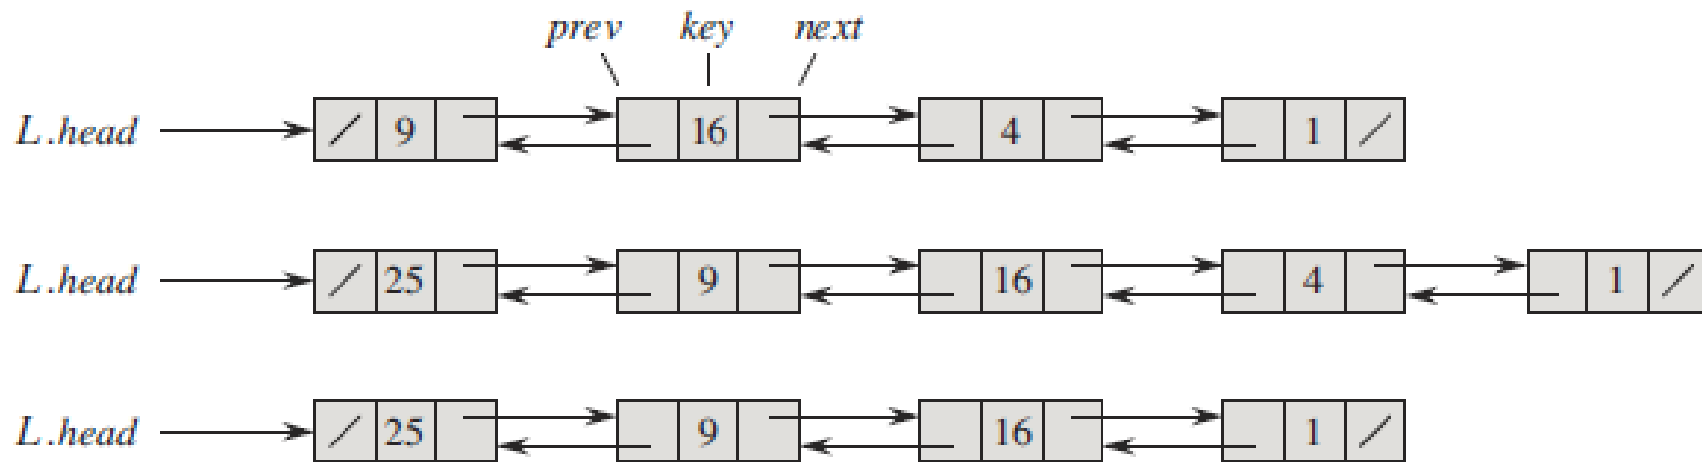 prev key next
L.head / 9 16 4 1 /
L.head / 25 9 16 4 1 /
L.head / 25 9 16 1 /